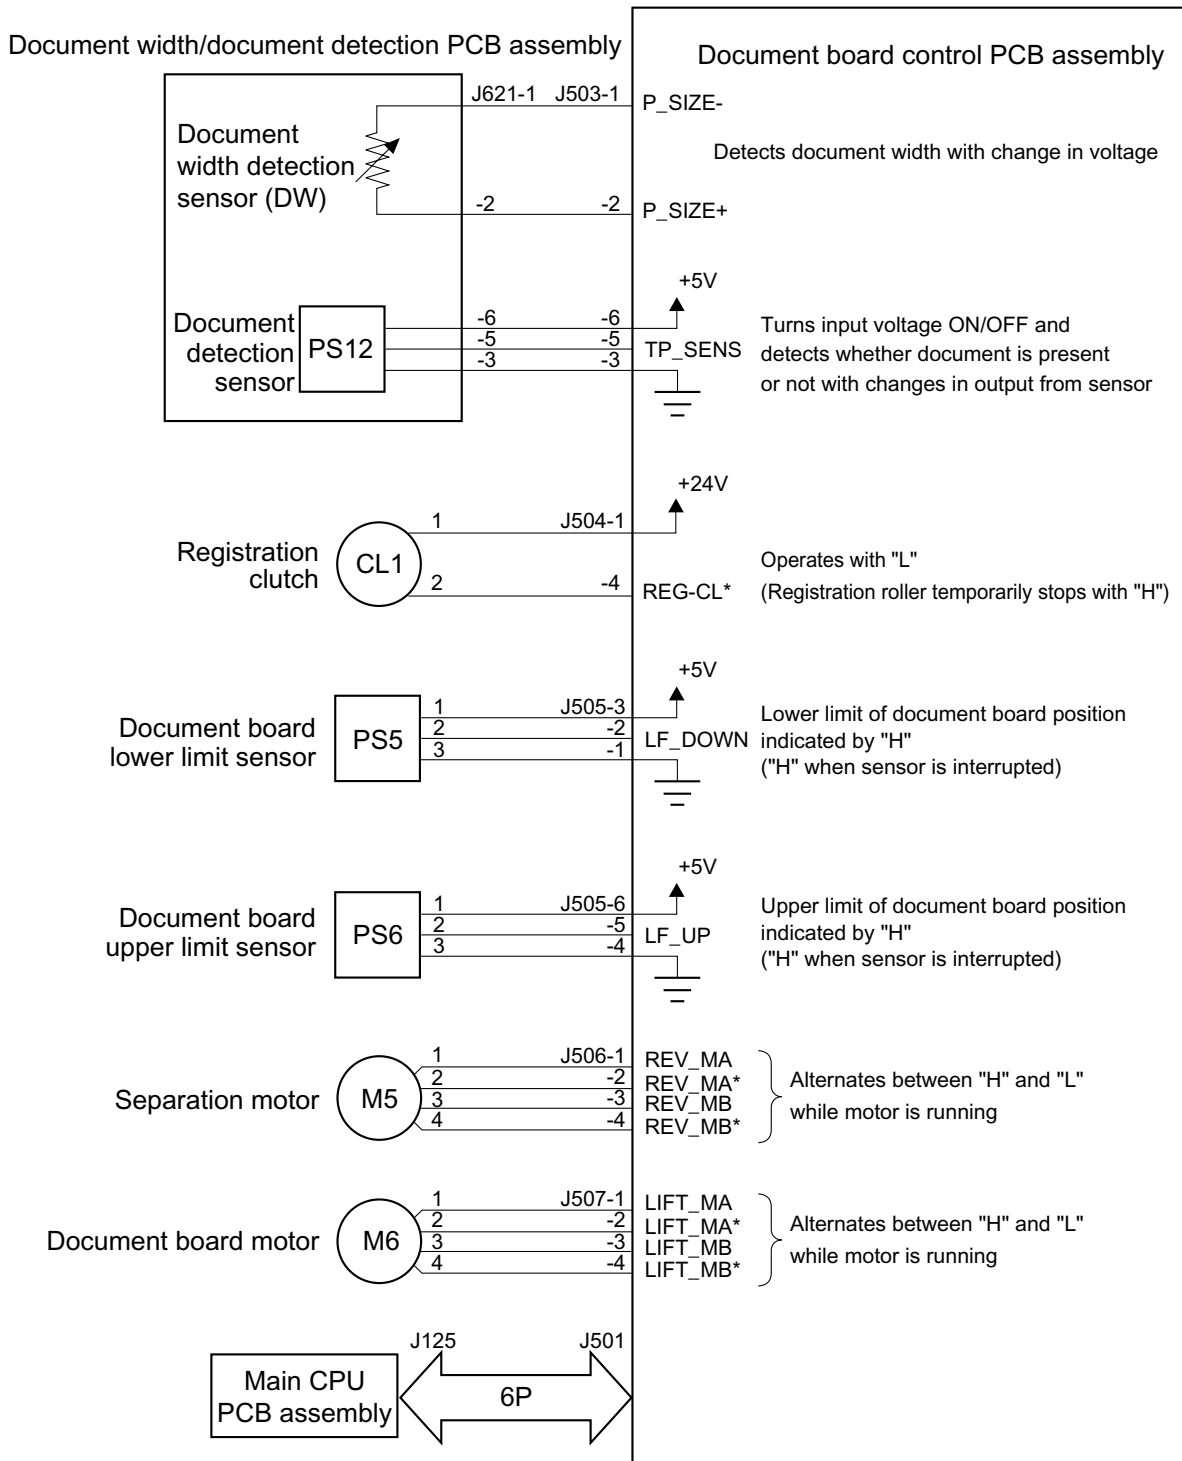 Document width/document detection PCB assembly
Document board control PCB assembly
J621-1 J503-1 P_SIZE-
Document
width detection
sensor (DW)
Detects document width with change in voltage
-2 -2 P_SIZE+
+5V
Document
detection
sensor
PS12
-6 -6
-5 -5 TP_SENS
-3 -3
Turns input voltage ON/OFF and
detects whether document is present
or not with changes in output from sensor
+24V
Registration
clutch
CL1
1 J504-1
2 -4 REG-CL*
Operates with "L"
(Registration roller temporarily stops with "H")
+5V
Document board
lower limit sensor
PS5
1 J505-3
2 -2 LF_DOWN
3 -1
Lower limit of document board position
indicated by "H"
("H" when sensor is interrupted)
+5V
Document board
upper limit sensor
PS6
1 J505-6
2 -5 LF_UP
3 -4
Upper limit of document board position
indicated by "H"
("H" when sensor is interrupted)
Separation motor
M5
1 J506-1 REV_MA
2 -2 REV_MA*
3 -3 REV_MB
4 -4 REV_MB*
Alternates between "H" and "L"
while motor is running
Document board motor
M6
1 J507-1 LIFT_MA
2 -2 LIFT_MA*
3 -3 LIFT_MB
4 -4 LIFT_MB*
Alternates between "H" and "L"
while motor is running
J125 J501
Main CPU
PCB assembly
6P